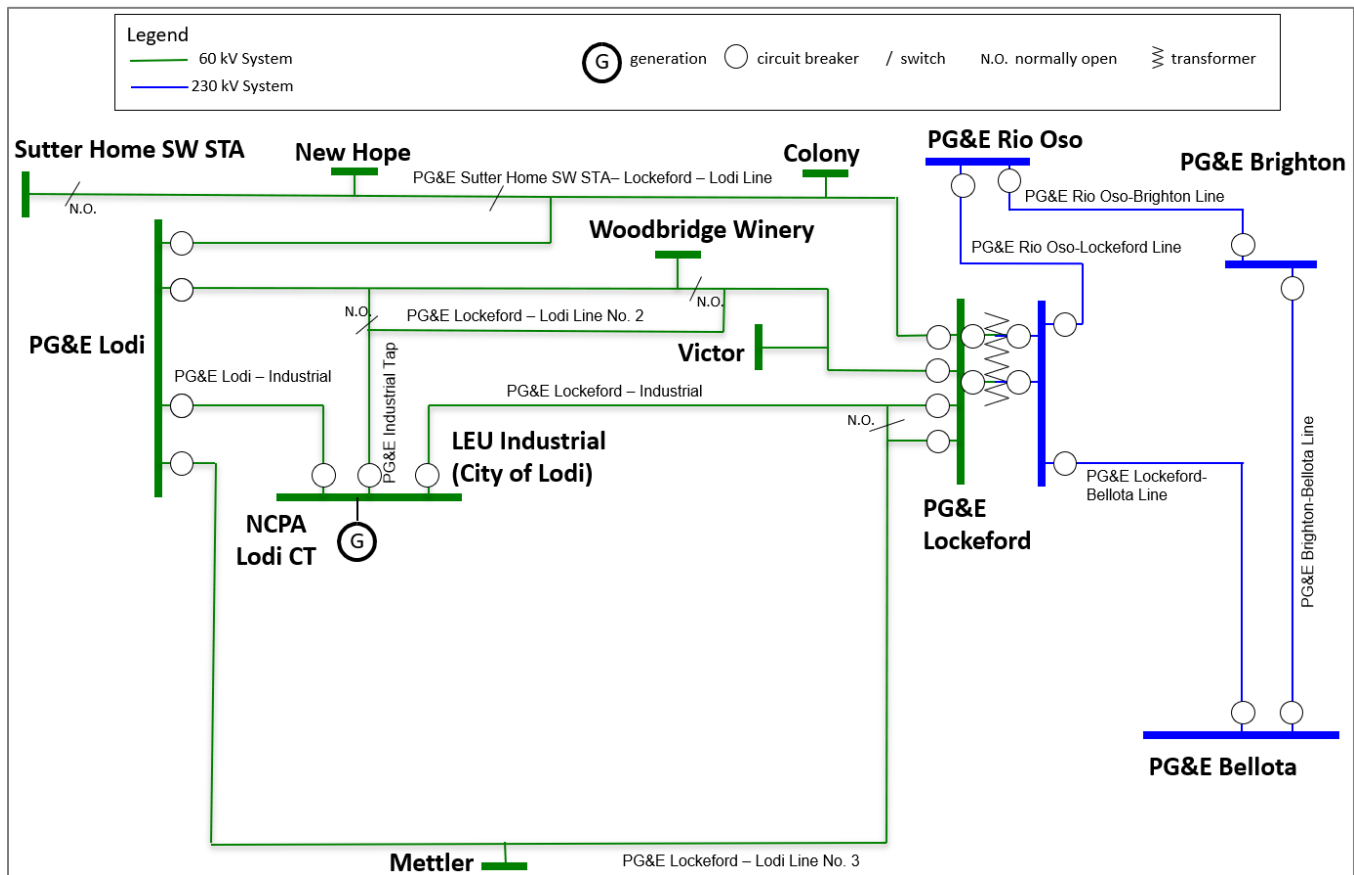 Legend
60 kV System
230 kV System
G generation
circuit breaker
/ switch
N.O. normally open
transformer
Sutter Home SW STA
New Hope
Colony
PG&E Rio Oso
PG&E Brighton
PG&E Sutter Home SW STA– Lockeford – Lodi Line
N.O.
PG&E Rio Oso-Brighton Line
Woodbridge Winery
PG&E Rio Oso-Lockeford Line
N.O.
N.O.
PG&E Lockeford – Lodi Line No. 2
PG&E Lodi
Victor
PG&E Lodi – Industrial
PG&E Industrial Tap
PG&E Lockeford – Industrial
N.O.
LEU Industrial
(City of Lodi)
PG&E Lockeford-
Bellota Line
PG&E Brighton-Bellota Line
NCPA
Lodi CT
G
PG&E
Lockeford
PG&E Bellota
Mettler
PG&E Lockeford – Lodi Line No. 3